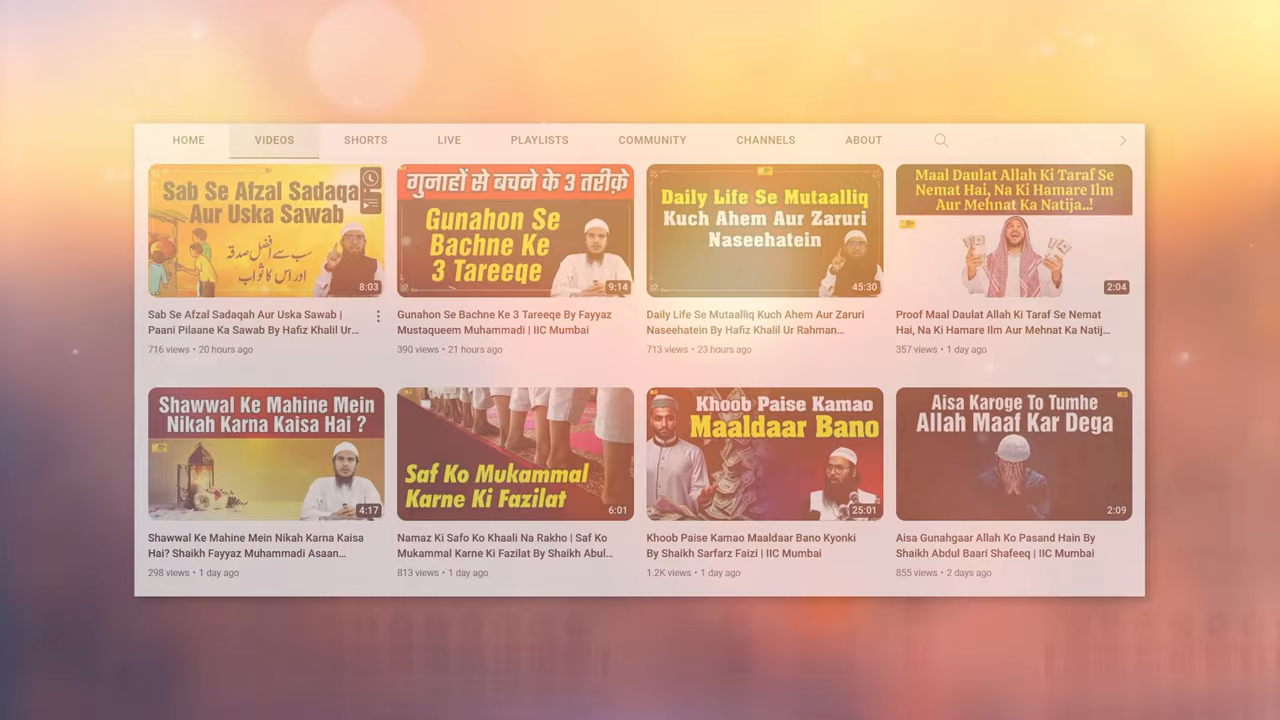 HOME
VIDEOS
SHORTS
LIVE
PLAYLISTS
COMMUNITY
CHANNELS
ABOUT
Sab Se Afzal Sadaqa
Aur Uska Sawab
سب سے افضل صدقہ
اور اس کا ثواب
8:03
गुनाहों से बचने के 3 तरीक़े
Gunahon Se
Bachne Ke
3 Tareeqe
9:14
Daily Life Se Mutaalliq
Kuch Ahem Aur Zaruri
Naseehatein
45:30
Maal Daulat Allah Ki Taraf Se
Nemat Hai, Na Ki Hamare Ilm
Aur Mehnat Ka Natija..!
2:04
Sab Se Afzal Sadaqah Aur Uska Sawab |
Paani Pilaane Ka Sawab By Hafiz Khalil Ur...
716 views • 20 hours ago
Gunahon Se Bachne Ke 3 Tareeqe By Fayyaz
Mustaqueem Muhammadi | IIC Mumbai
390 views • 21 hours ago
Daily Life Se Mutaalliq Kuch Ahem Aur Zaruri
Naseehatein By Hafiz Khalil Ur Rahman...
713 views • 23 hours ago
Proof Maal Daulat Allah Ki Taraf Se Nemat
Hai, Na Ki Hamare Ilm Aur Mehnat Ka Natij...
357 views • 1 day ago
Shawwal Ke Mahine Mein
Nikah Karna Kaisa Hai ?
4:17
Saf Ko Mukammal
Karne Ki Fazilat
6:01
Khoob Paise Kamao
Maaldaar Bano
25:01
Aisa Karoge To Tumhe
Allah Maaf Kar Dega
2:09
Shawwal Ke Mahine Mein Nikah Karna Kaisa
Hai? Shaikh Fayyaz Muhammadi Asaan...
298 views • 1 day ago
Namaz Ki Safo Ko Khaali Na Rakho | Saf Ko
Mukammal Karne Ki Fazilat By Shaikh Abul...
813 views • 1 day ago
Khoob Paise Kamao Maaldaar Bano Kyonki
By Shaikh Sarfarz Faizi | IIC Mumbai
1.2K views • 1 day ago
Aisa Gunahgaar Allah Ko Pasand Hain By
Shaikh Abdul Baari Shafeeq | IIC Mumbai
855 views • 2 days ago